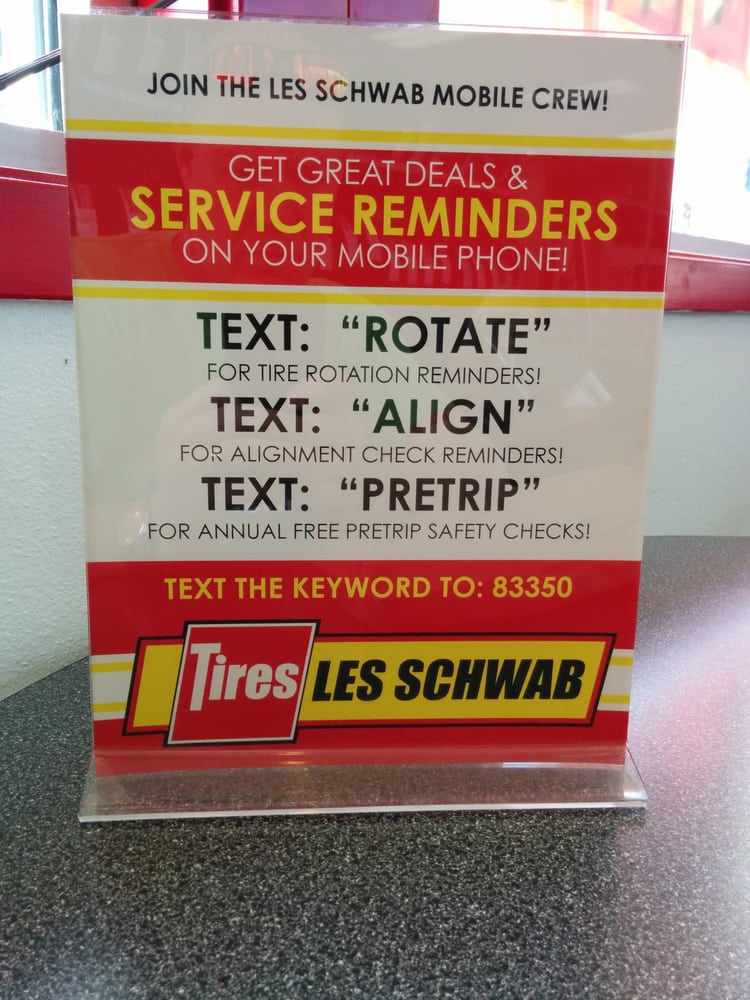 JOIN THE LES SCHWAB MOBILE CREW!
GET GREAT DEALS &
SERVICE REMINDERS
ON YOUR MOBILE PHONE!
TEXT: “ROTATE”
FOR TIRE ROTATION REMINDERS!
TEXT: “ALIGN”
FOR ALIGNMENT CHECK REMINDERS!
TEXT: “PRETRIP”
FOR ANNUAL FREE PRETRIP SAFETY CHECKS!
TEXT THE KEYWORD TO: 83350
Tires LES SCHWAB